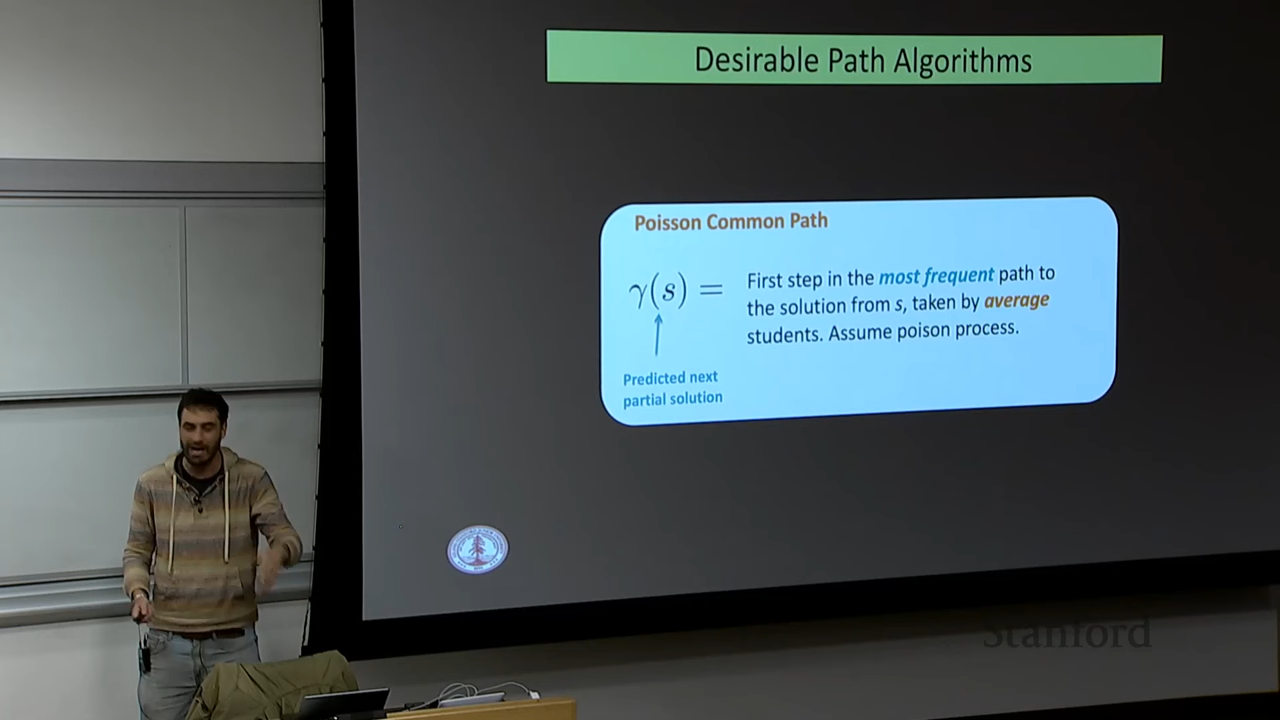 Desirable Path Algorithms
Poisson Common Path
γ(s) =
First step in the most frequent path to
the solution from s, taken by average
students. Assume poison process.
Predicted next
partial solution
Stanford